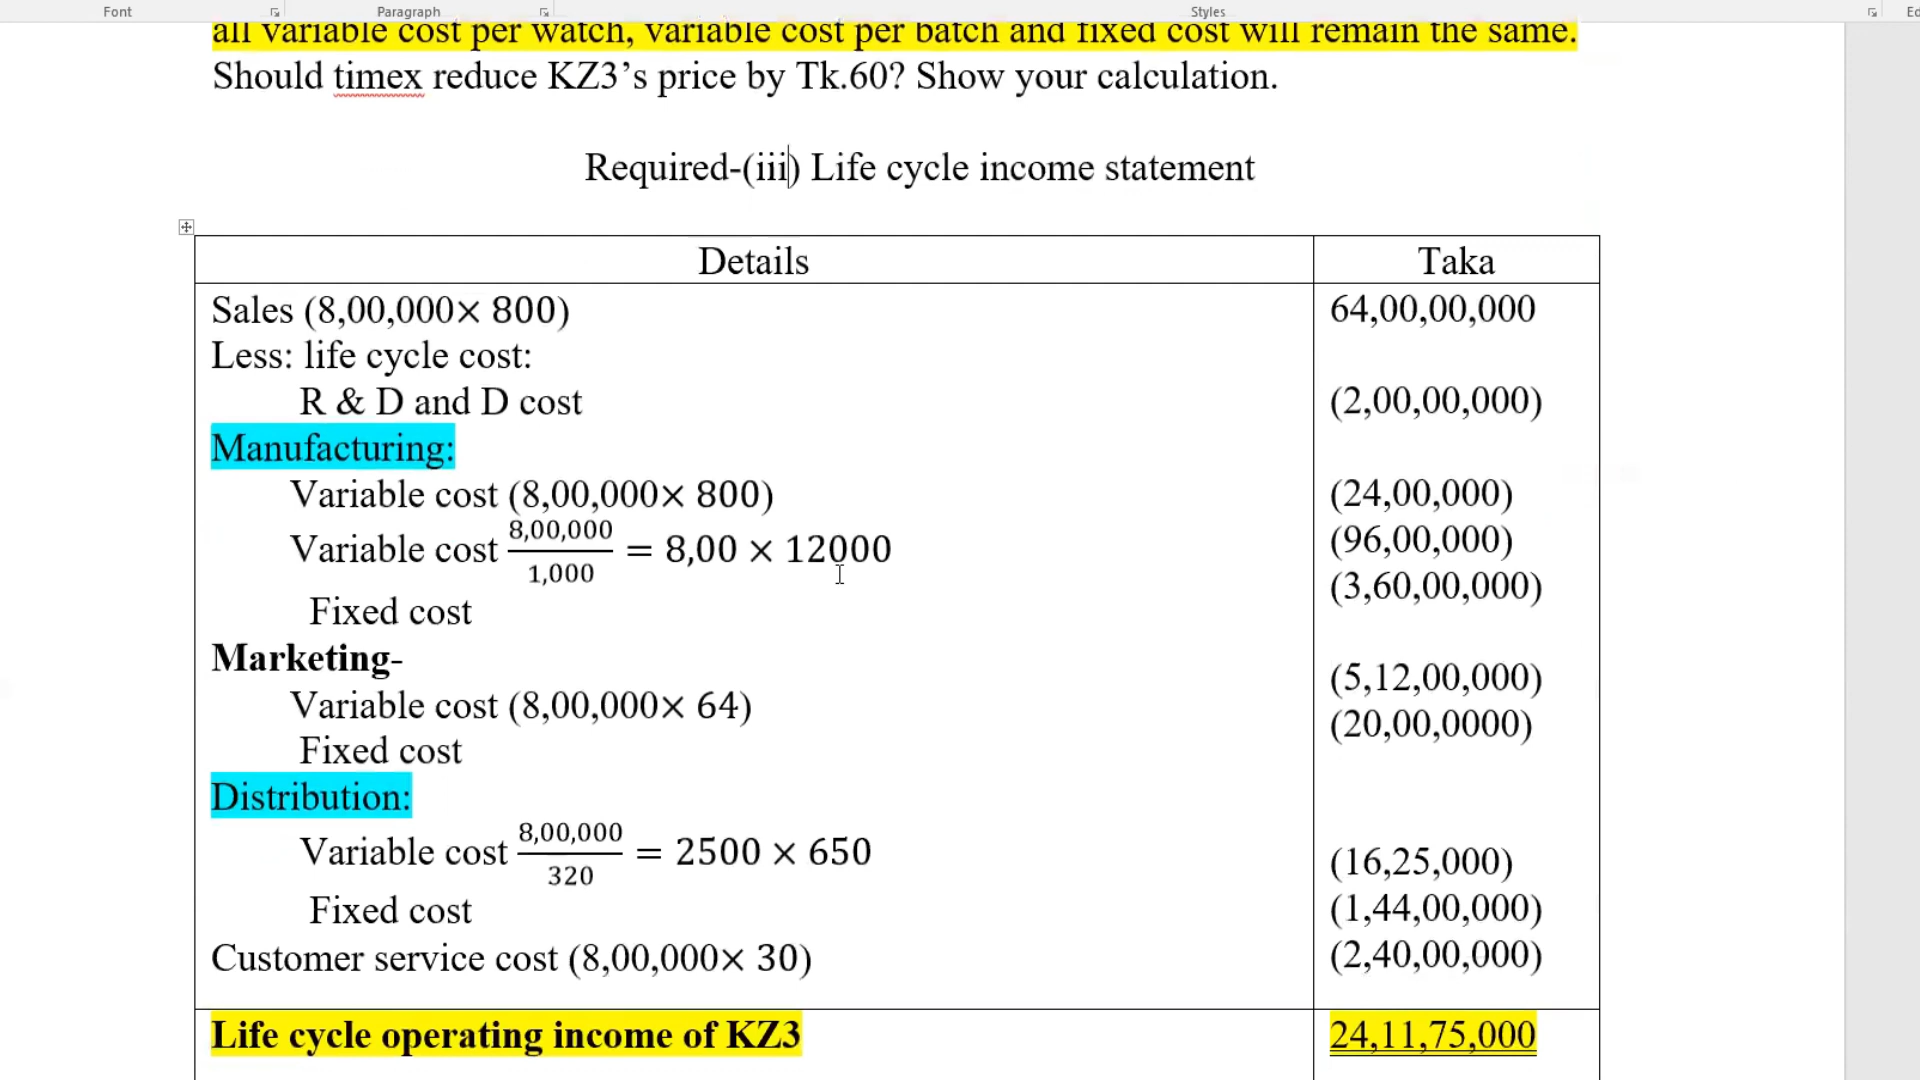 Font Paragraph Styles Ed
all variable cost per watch, variable cost per batch and fixed cost will remain the same.
Should timex reduce KZ3’s price by Tk.60? Show your calculation.
Required-(iii) Life cycle income statement
Details Taka
Sales (8,00,000× 800) 64,00,00,000
Less: life cycle cost:
R & D and D cost (2,00,00,000)
Manufacturing:
Variable cost (8,00,000× 800) (24,00,000)
Variable cost 8,00,000/1,000 = 8,00 × 12000 (96,00,000)
Fixed cost (3,60,00,000)
Marketing-
Variable cost (8,00,000× 64) (5,12,00,000)
Fixed cost (20,00,0000)
Distribution:
Variable cost 8,00,000/320 = 2500 × 650 (16,25,000)
Fixed cost (1,44,00,000)
Customer service cost (8,00,000× 30) (2,40,00,000)
Life cycle operating income of KZ3 24,11,75,000